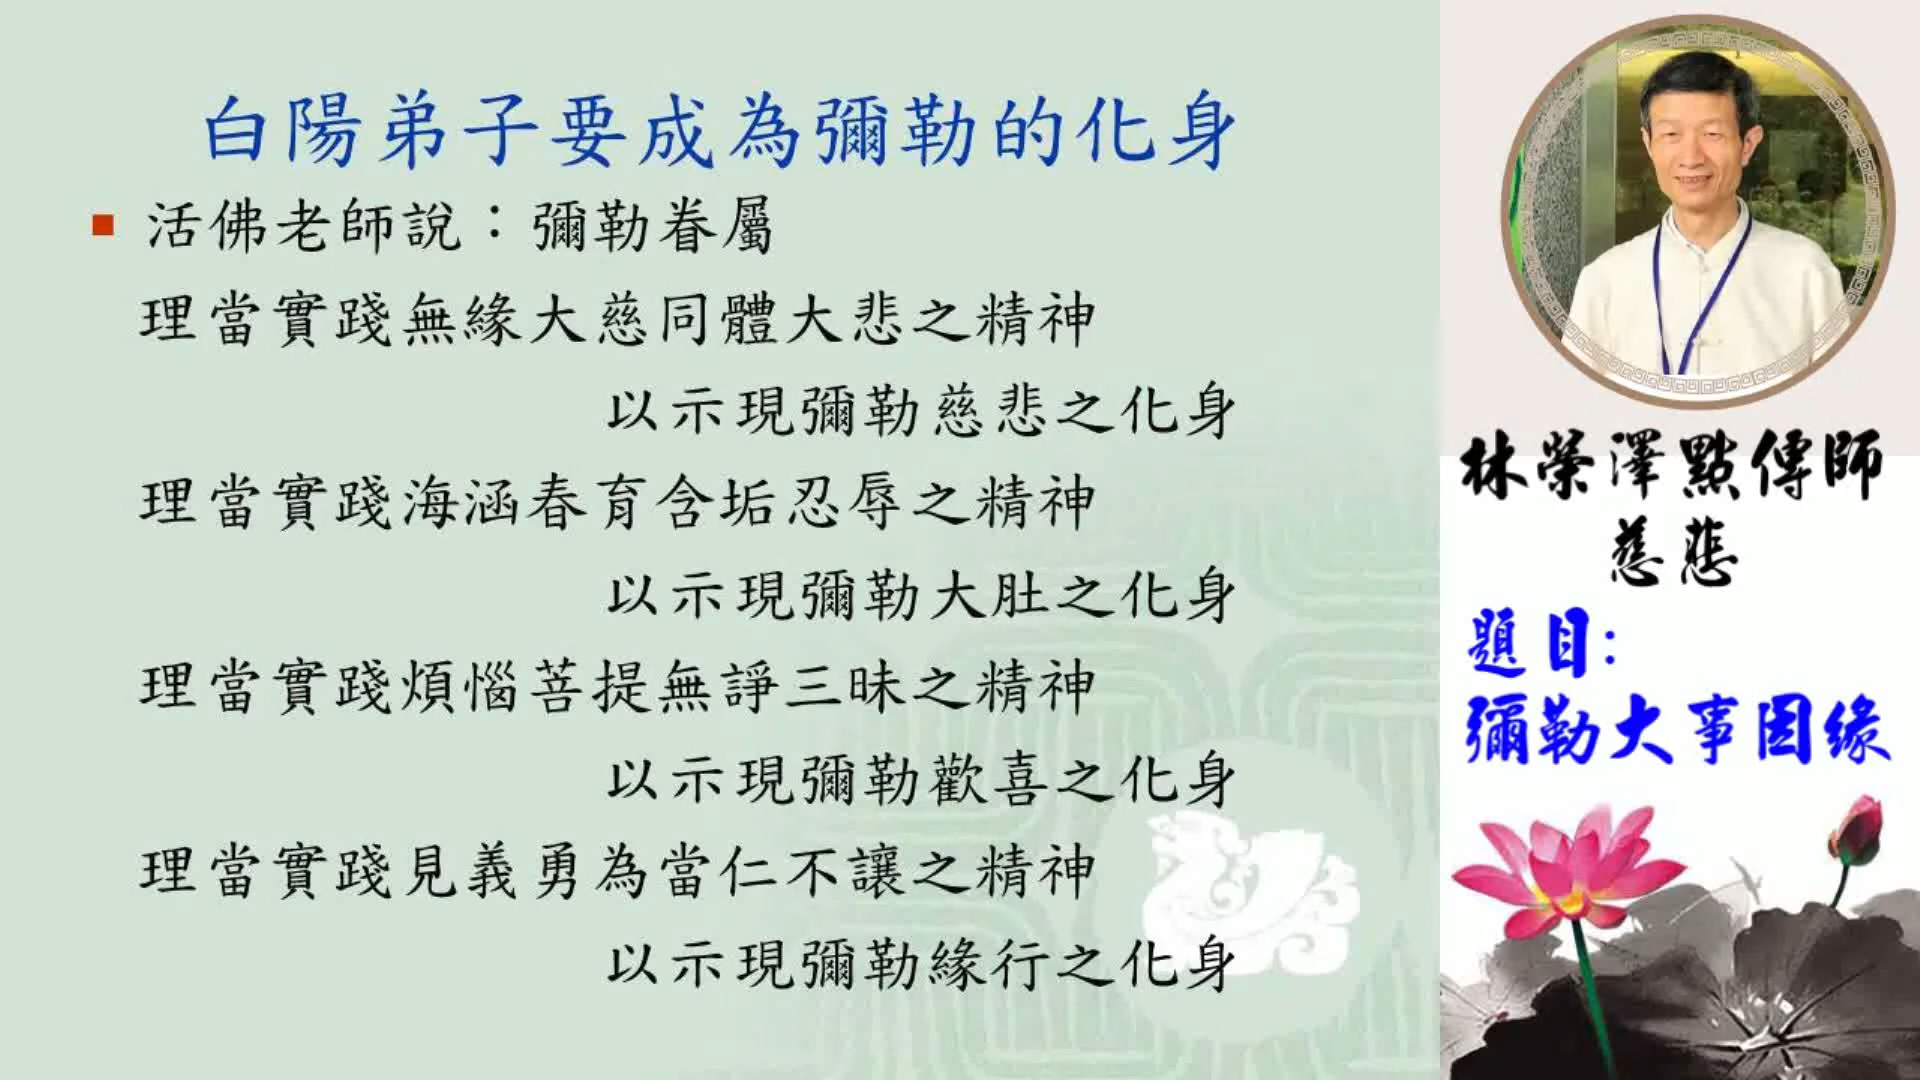 白陽弟子要成為彌勒的化身
活佛老師說：彌勒眷屬
理當實踐無緣大慈同體大悲之精神
以示現彌勒慈悲之化身
理當實踐海涵春育含垢忍辱之精神
以示現彌勒大肚之化身
理當實踐煩惱菩提無諍三昧之精神
以示現彌勒歡喜之化身
理當實踐見義勇為當仁不讓之精神
以示現彌勒緣行之化身
林榮澤點傳師
慈悲
題目:
彌勒大事因緣